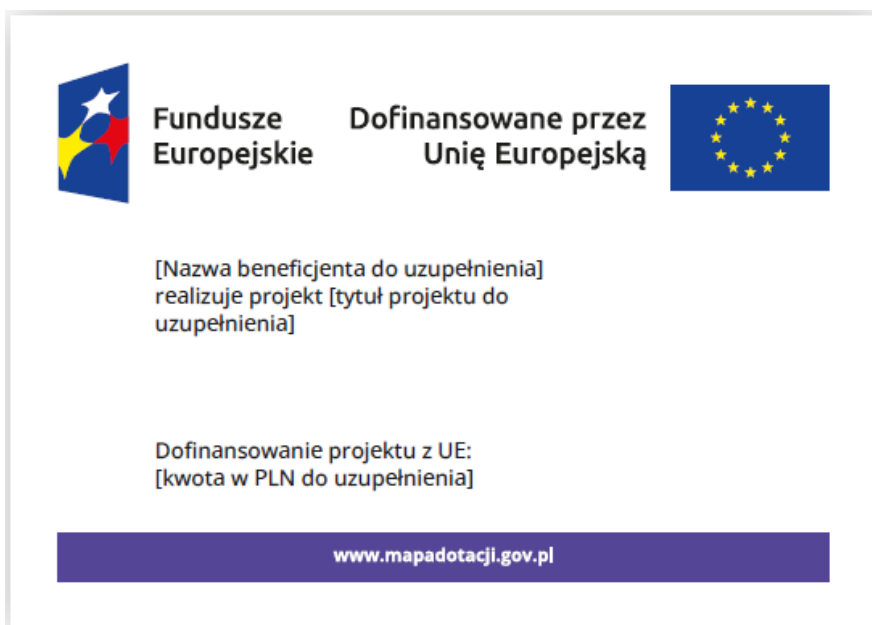 Fundusze
Europejskie
Dofinansowane przez
Unię Europejską
[Nazwa beneficjenta do uzupełnienia]
realizuje projekt [tytuł projektu do
uzupełnienia]
Dofinansowanie projektu z UE:
[kwota w PLN do uzupełnienia]
www.mapadotacji.gov.pl